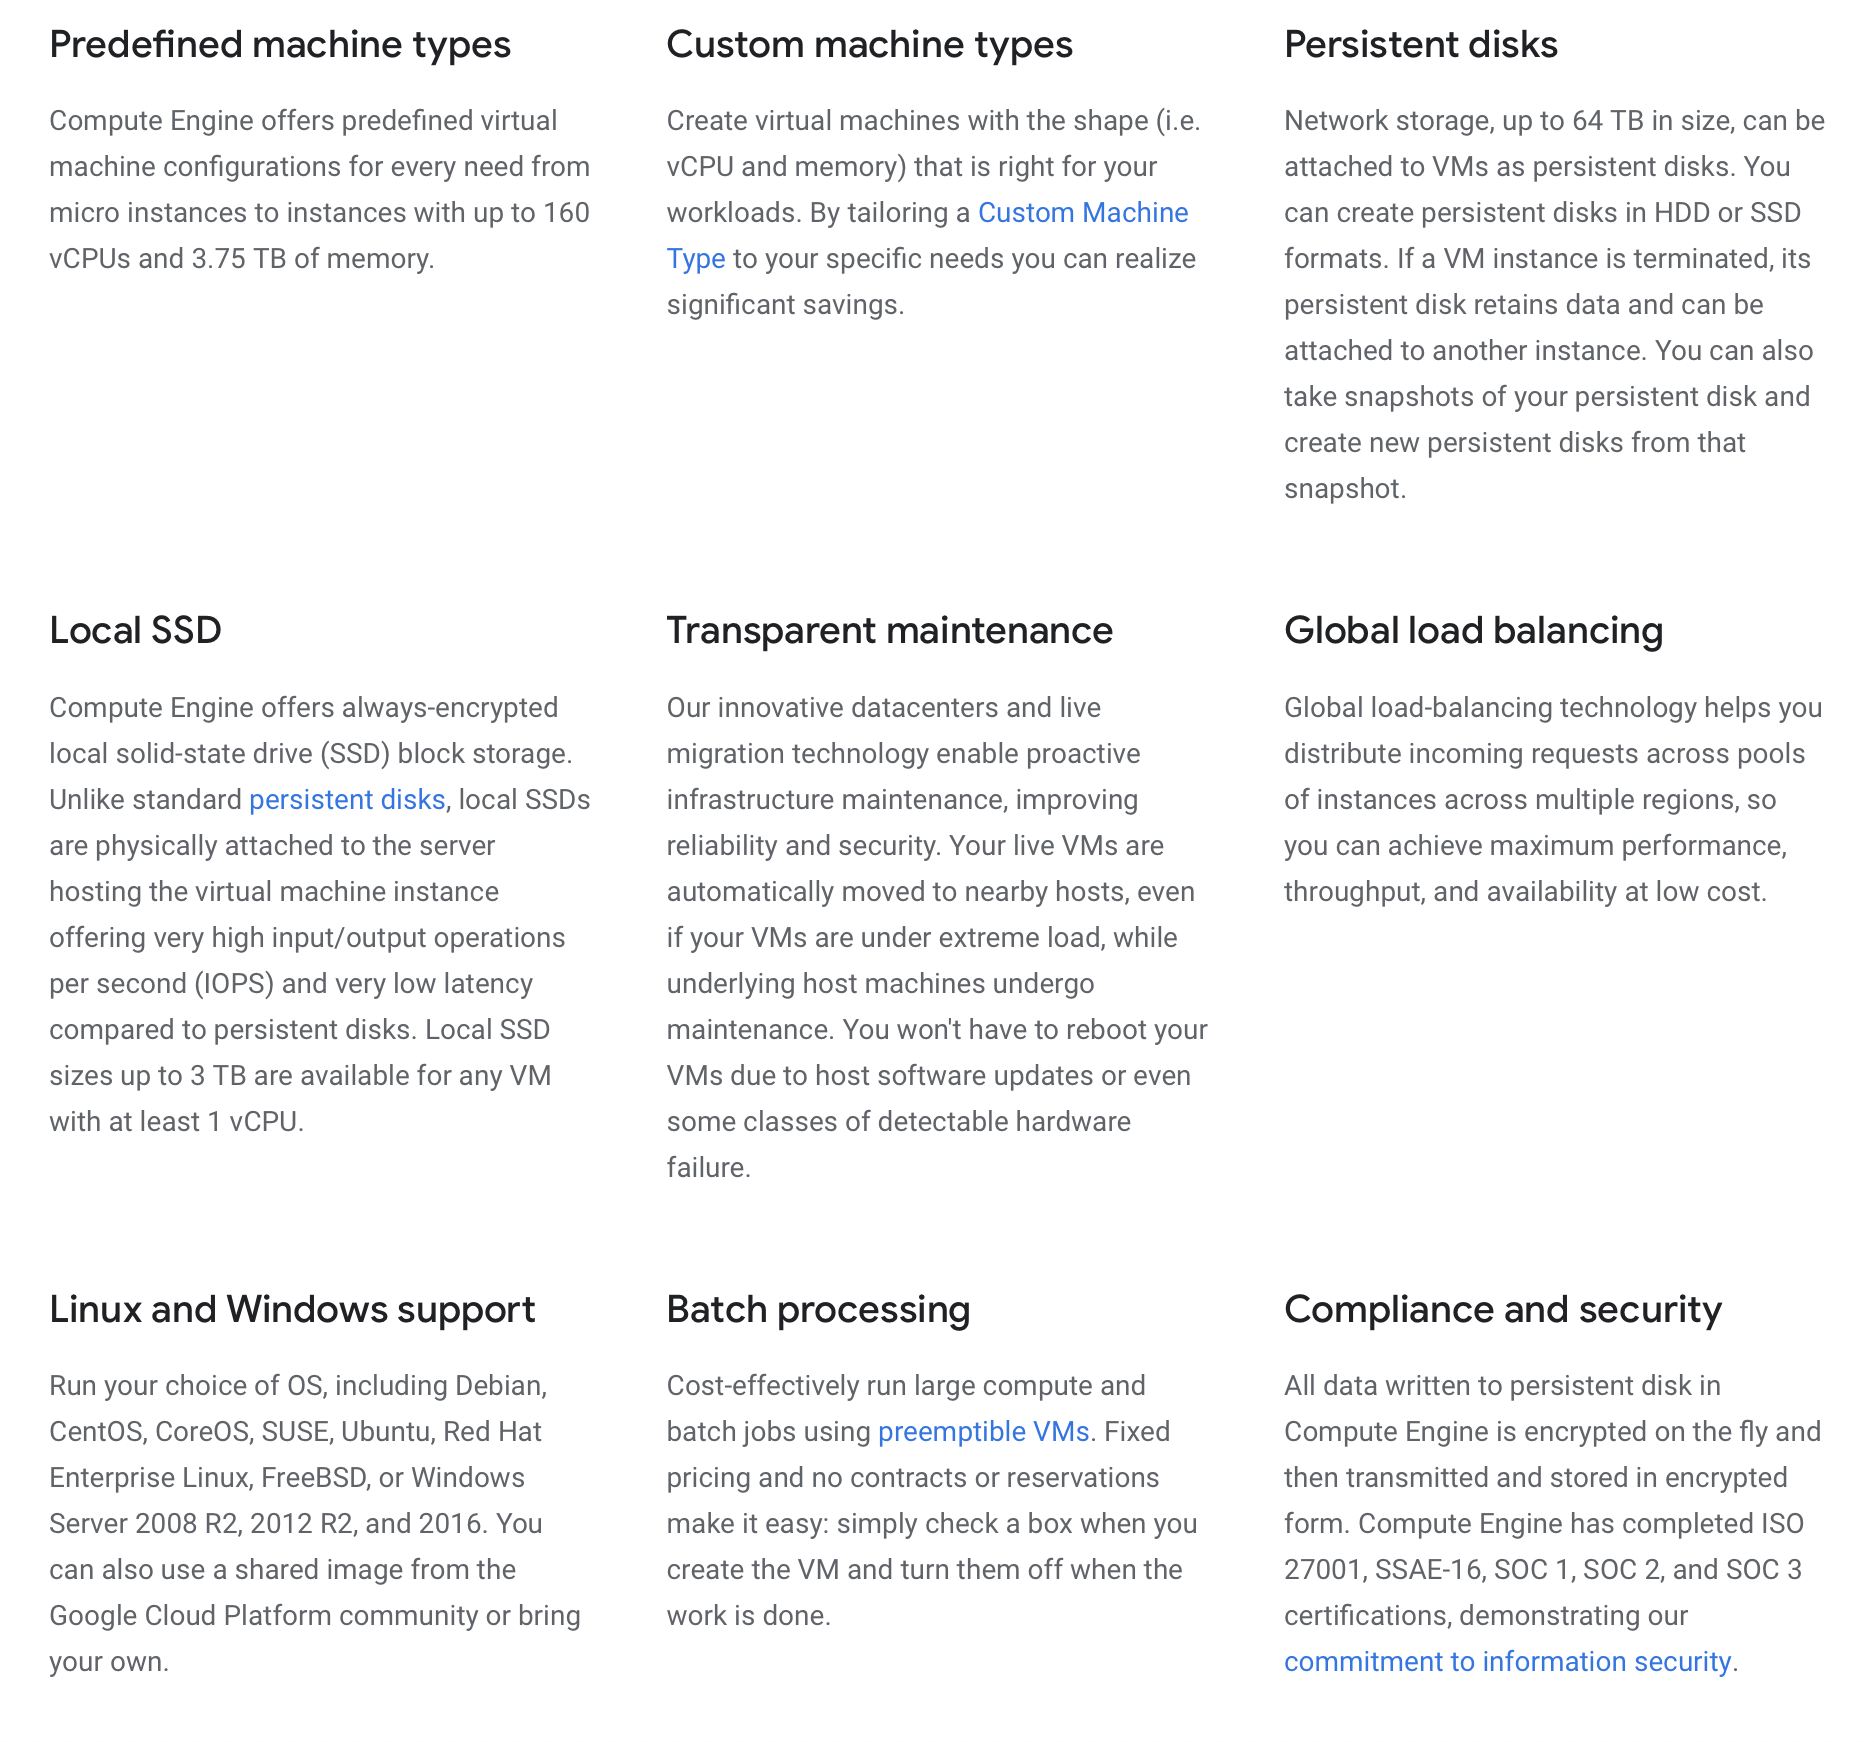 Predefined machine types
Compute Engine offers predefined virtual
machine configurations for every need from
micro instances to instances with up to 160
vCPUs and 3.75 TB of memory.
Custom machine types
Create virtual machines with the shape (i.e.
vCPU and memory) that is right for your
workloads. By tailoring a Custom Machine
Type to your specific needs you can realize
significant savings.
Persistent disks
Network storage, up to 64 TB in size, can be
attached to VMs as persistent disks. You
can create persistent disks in HDD or SSD
formats. If a VM instance is terminated, its
persistent disk retains data and can be
attached to another instance. You can also
take snapshots of your persistent disk and
create new persistent disks from that
snapshot.
Local SSD
Compute Engine offers always-encrypted
local solid-state drive (SSD) block storage.
Unlike standard persistent disks, local SSDs
are physically attached to the server
hosting the virtual machine instance
offering very high input/output operations
per second (IOPS) and very low latency
compared to persistent disks. Local SSD
sizes up to 3 TB are available for any VM
with at least 1 vCPU.
Transparent maintenance
Our innovative datacenters and live
migration technology enable proactive
infrastructure maintenance, improving
reliability and security. Your live VMs are
automatically moved to nearby hosts, even
if your VMs are under extreme load, while
underlying host machines undergo
maintenance. You won't have to reboot your
VMs due to host software updates or even
some classes of detectable hardware
failure.
Global load balancing
Global load-balancing technology helps you
distribute incoming requests across pools
of instances across multiple regions, so
you can achieve maximum performance,
throughput, and availability at low cost.
Linux and Windows support
Run your choice of OS, including Debian,
CentOS, CoreOS, SUSE, Ubuntu, Red Hat
Enterprise Linux, FreeBSD, or Windows
Server 2008 R2, 2012 R2, and 2016. You
can also use a shared image from the
Google Cloud Platform community or bring
your own.
Batch processing
Cost-effectively run large compute and
batch jobs using preemptible VMs. Fixed
pricing and no contracts or reservations
make it easy: simply check a box when you
create the VM and turn them off when the
work is done.
Compliance and security
All data written to persistent disk in
Compute Engine is encrypted on the fly and
then transmitted and stored in encrypted
form. Compute Engine has completed ISO
27001, SSAE-16, SOC 1, SOC 2, and SOC 3
certifications, demonstrating our
commitment to information security.